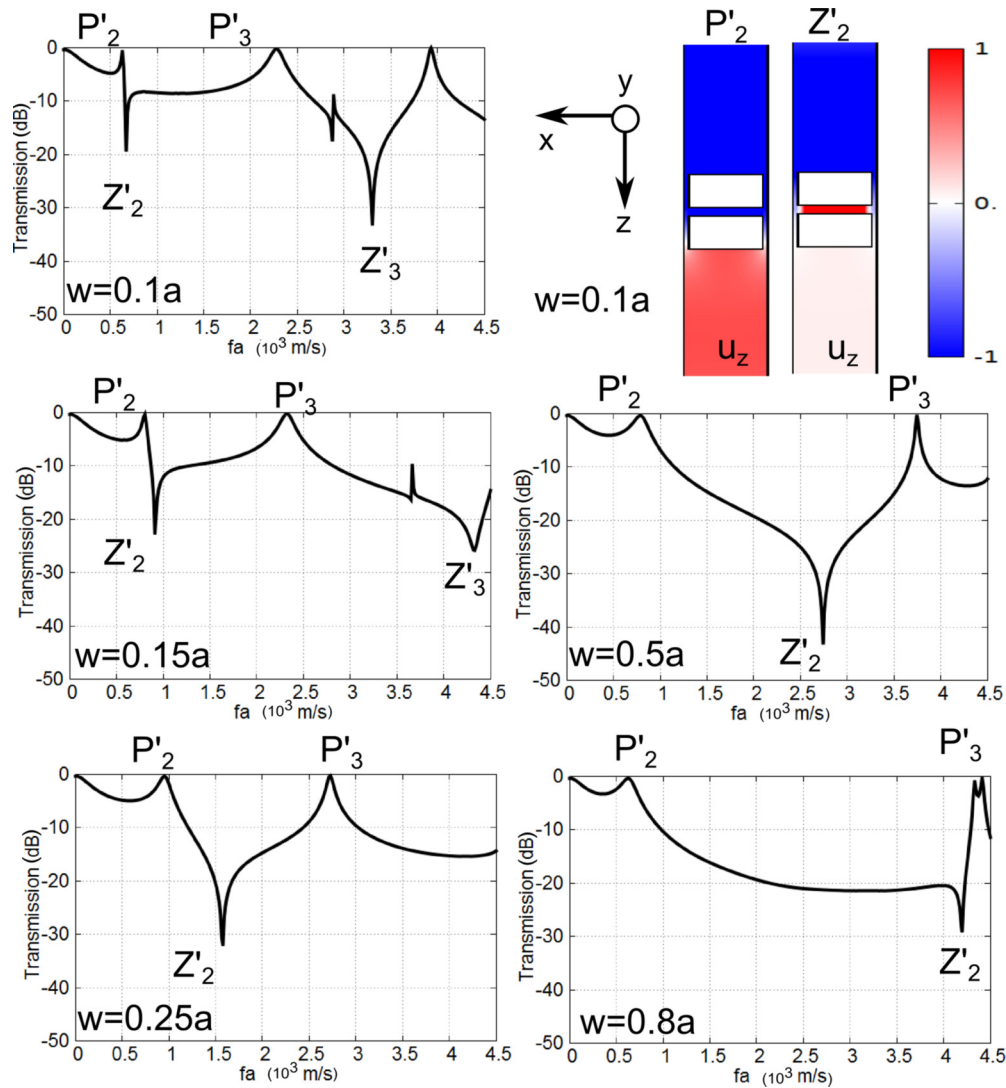 P'2 P'3
0
-10
-20
-30
-40
-50
Transmission (dB)
Z'2
Z'3
w=0.1a
0 0.5 1 1.5 2 2.5 3 3.5 4 4.5
fa (10³ m/s)
P'2 Z'2
y
x
z
w=0.1a
uz uz
1
0.
-1
P'2 P'3
0
-10
-20
-30
-40
-50
Transmission (dB)
Z'2
Z'3
w=0.15a
0 0.5 1 1.5 2 2.5 3 3.5 4 4.5
fa (10³ m/s)
P'2 P'3
0
-10
-20
-30
-40
-50
Transmission (dB)
Z'2
w=0.5a
0 0.5 1 1.5 2 2.5 3 3.5 4 4.5
fa (10³ m/s)
P'2 P'3
0
-10
-20
-30
-40
-50
Transmission (dB)
Z'2
w=0.25a
0 0.5 1 1.5 2 2.5 3 3.5 4 4.5
fa (10³ m/s)
P'2 P'3
0
-10
-20
-30
-40
-50
Transmission (dB)
Z'2
w=0.8a
0 0.5 1 1.5 2 2.5 3 3.5 4 4.5
fa (10³ m/s)